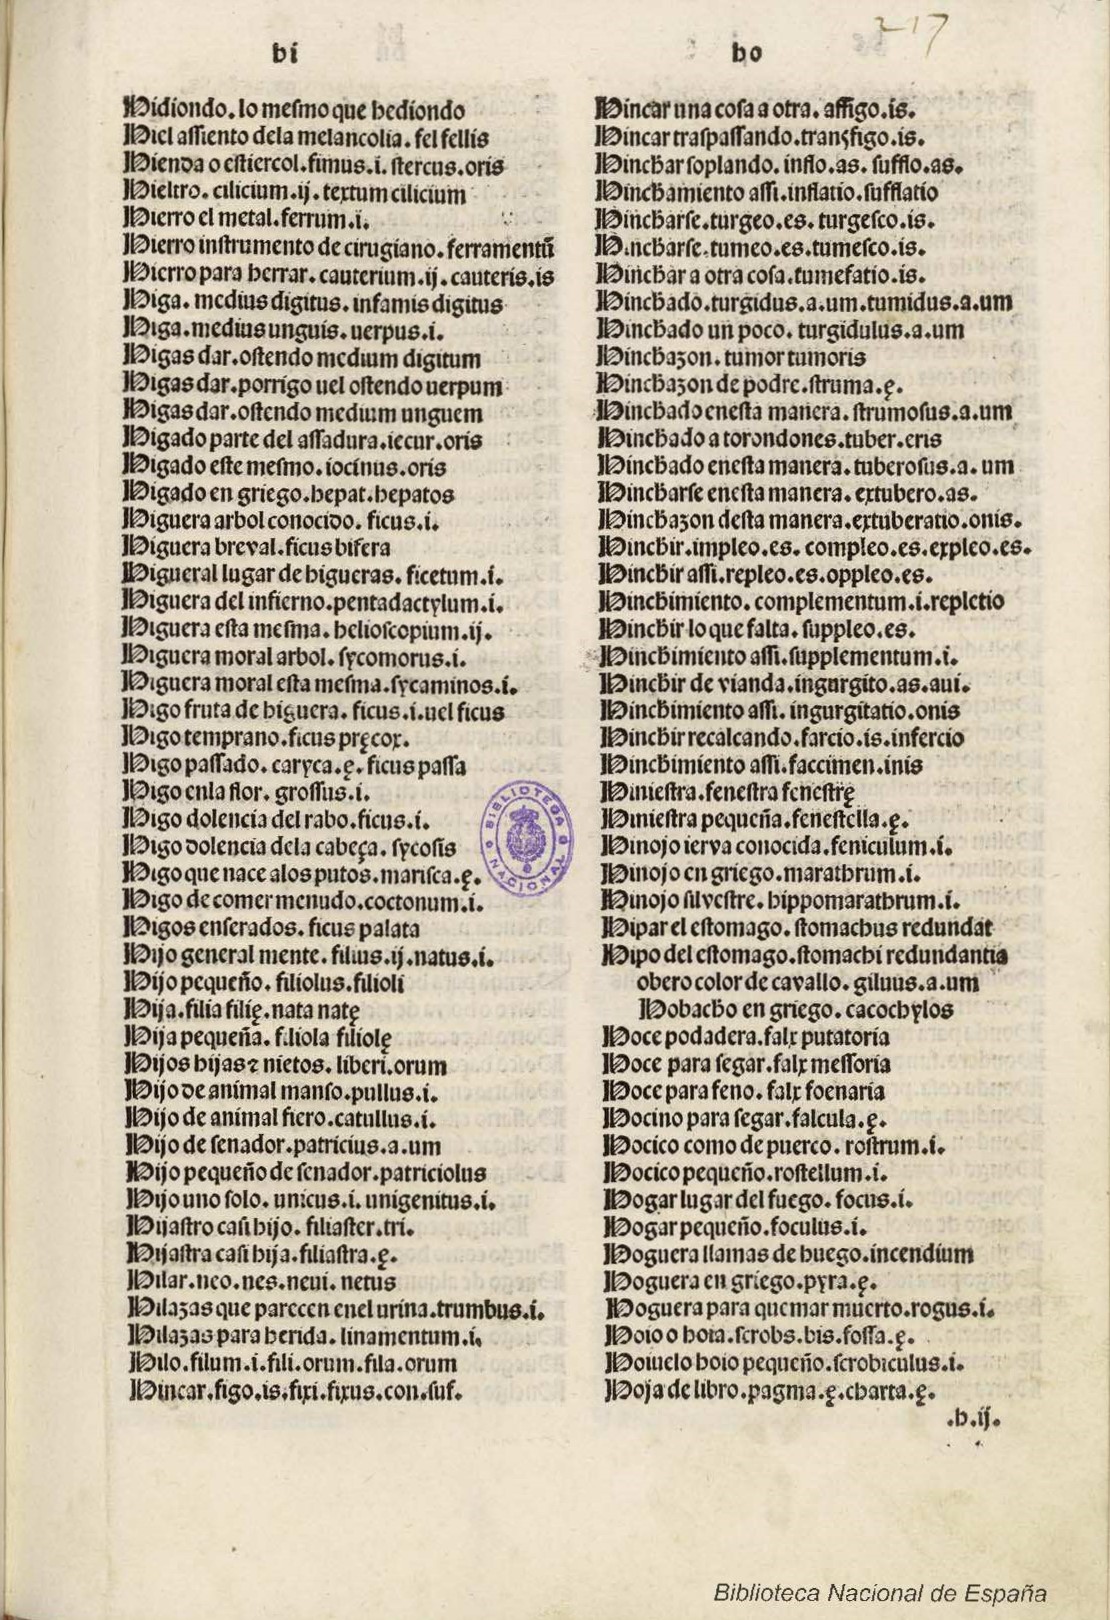 217
hi
Hidiondo.lo mesmo que hediondo
Hiel assiento dela melancolia.fel fellis
Hienda o estiercol.fimus.i.stercus.oris
Hieltro.cilicium.ij.textum cilicium
Hierro el metal.ferrum.i.
Hierro instrumento de cirugiano.ferramentũ
Hierro para herrar.cauterium.ij.cauteris.is
Higa.medius digitus.infamis digitus
Higa.medius unguis.uerpus.i.
Higas dar.ostendo medium digitum
Higas dar.porrigo uel ostendo uerpum
Higas dar.ostendo medium unguem
Higado parte del assadura.iecur.oris
Higado este mesmo.iocinus.oris
Higado en griego.hepat.hepatos
Higuera arbol conocido.ficus.i.
Higuera breval.ficus bifera
Higueral lugar de higueras.ficetum.i.
Higuera del infierno.pentadactylum.i.
Higuera esta mesma.helioscopium.ij.
Higuera moral arbol.sycomorus.i.
Higuera moral esta mesma.sycaminos.i.
Higo fruta de higuera.ficus.i.uel ficus
Higo temprano.ficus pręcox.
Higo passado.caryca.ę.ficus passa
Higo enla flor.grossus.i.
Higo dolencia del rabo.ficus.i.
Higo dolencia dela cabeça.sycosis
Higo que nace alos putos.marisca.ę.
Higo de comer menudo.coctonum.i.
Higos enserados.ficus palata
Hijo general mente.filius.ij.natus.i.
Hijo pequeño.filiolus.filioli
Hija.filia filię.nata natę
Hija pequeña.filiola filiolę
Hijos hijas ⁊ nietos.liberi.orum
Hijo de animal manso.pullus.i.
Hijo de animal fiero.catullus.i.
Hijo de senador.patricius.a.um
Hijo pequeño de senador.patriciolus
Hijo uno solo.unicus.i.unigenitus.i.
Hijastro casi hijo.filiaster.tri.
Hijastra casi hija.filiastra.ę.
Hilar.neo.nes.neui.netus
Hilazas que parecen enel urina.trumbus.i.
Hilazas para herida.linamentum.i.
Hilo.filum.i.fili.orum.fila.orum
Hincar.figo.is.fixi.fixus.con.suf.
ho
Hincar una cosa a otra.affigo.is.
Hincar traspassando.transfigo.is.
Hinchar soplando.inflo.as.sufflo.as.
Hinchamiento assi.inflatio.sufflatio
Hincharse.turgeo.es.turgesco.is.
Hincharse.tumeo.es.tumesco.is.
Hinchar a otra cosa.tumefatio.is.
Hinchado.turgidus.a.um.tumidus.a.um
Hinchado un poco.turgidulus.a.um
Hinchazon.tumor tumoris
Hinchazon de podre.struma.ę.
Hinchado enesta manera.strumosus.a.um
Hinchado a torondones.tuber.eris
Hinchado enesta manera.tuberosus.a.um
Hincharse enesta manera.extubero.as.
Hinchazon desta manera.extuberatio.onis.
Hinchir.impleo.es.compleo.es.expleo.es.
Hinchir assi.repleo.es.oppleo.es.
Hinchimiento.complementum.i.repletio
Hinchir lo que falta.suppleo.es.
Hinchimiento assi.supplementum.i.
Hinchir de vianda.ingurgito.as.aui.
Hinchimiento assi.ingurgitatio.onis
Hinchir recalcando.farcio.is.infercio
Hinchimiento assi.faccimen.inis
Hiniestra.fenestra fenestrę
Hiniestra pequeña.fenestella.ę.
Hinojo ierva conocida.feniculum.i.
Hinojo en griego.marathrum.i.
Hinojo silvestre.hippomarathrum.i.
Hipar el estomago.stomachus redundat
Hipo del estomago.stomachi redundantia
obero color de cavallo.giluus.a.um
Hobacho en griego.cacochylos
Hoce podadera.falx putatoria
Hoce para segar.falx messoria
Hoce para feno.falx foenaria
Hocino para segar.falcula.ę.
Hocico como de puerco.rostrum.i.
Hocico pequeño.rostellum.i.
Hogar lugar del fuego.focus.i.
Hogar pequeño.foculus.i.
Hoguera llamas de huego.incendium
Hoguera en griego.pyra.ę.
Hoguera para quemar muerto.rogus.i.
Hoio o hoia.scrobs.bis.fossa.ę.
Hoiuelo hoio pequeño.scrobiculus.i.
Hoja de libro.pagina.ę.charta.ę.
.h.ij.
BIBLIOTECA NACIONAL
Biblioteca Nacional de España